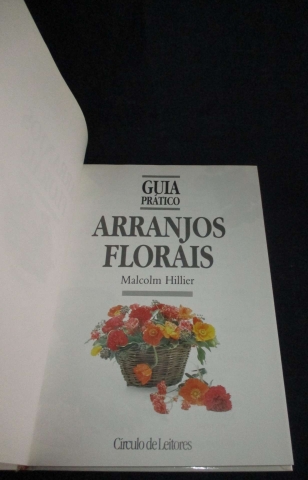 GUIA
PRÁTICO
ARRANJOS
FLORAIS
Malcolm Hillier
Círculo de Leitores